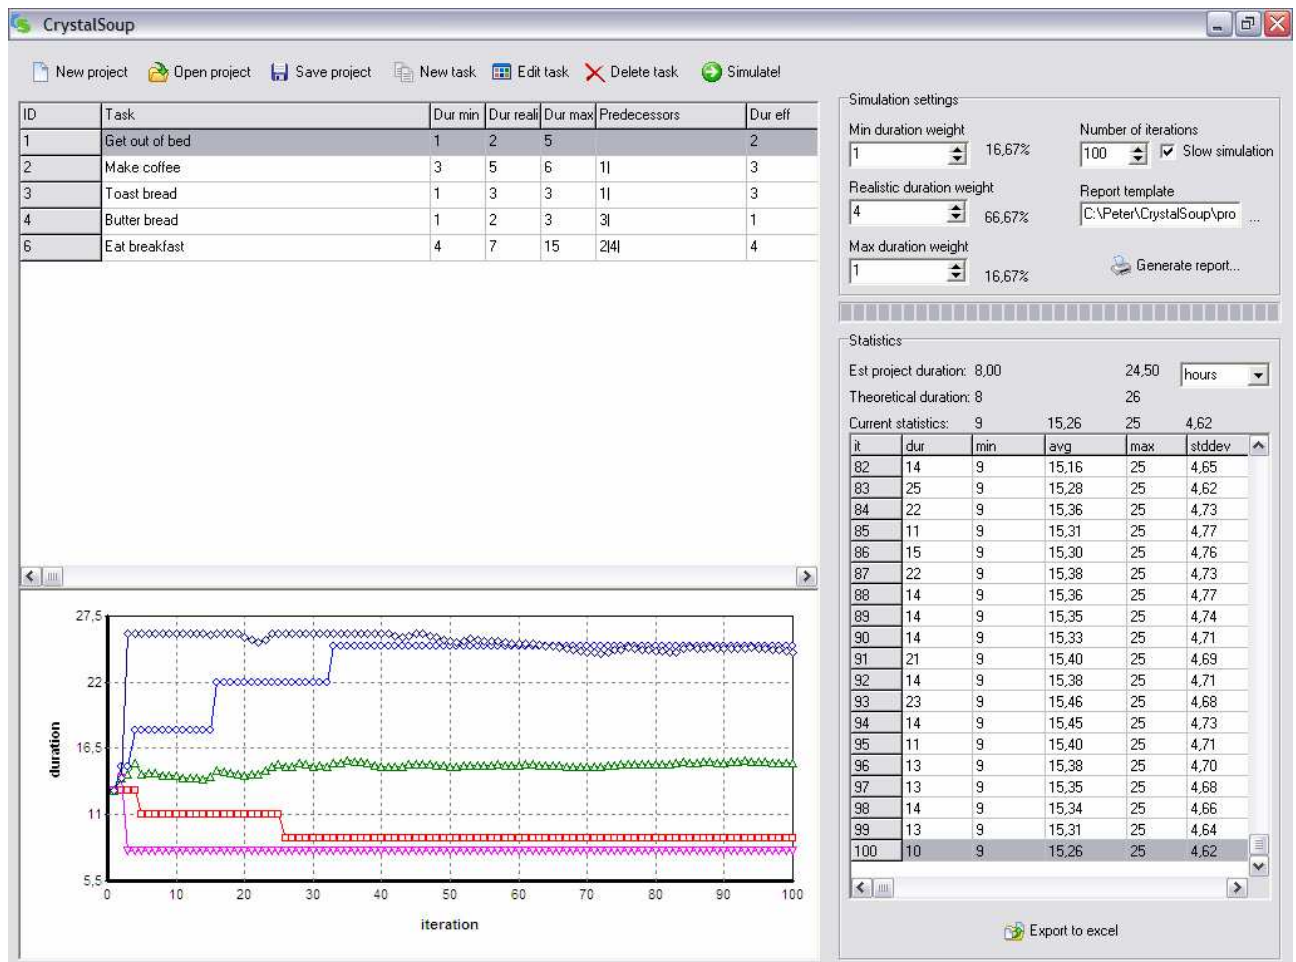 CrystalSoup
New project Open project Save project New task Edit task Delete task Simulate!
ID Task Dur min Dur reali Dur max Predecessors Dur eff
1 Get out of bed 1 2 5 2
2 Make coffee 3 5 6 1| 3
3 Toast bread 1 3 3 1| 3
4 Butter bread 1 2 3 3| 1
6 Eat breakfast 4 7 15 2|4| 4
Simulation settings
Min duration weight Number of iterations
1 16,67% 100 Slow simulation
Realistic duration weight Report template
4 66,67% C:\Peter\CrystalSoup\pro ...
Max duration weight
1 16,67% Generate report...
Statistics
Est project duration: 8,00 24,50 hours
Theoretical duration: 8 26
Current statistics: 9 15,26 25 4,62
it dur min avg max stddev
82 14 9 15,16 25 4,65
83 25 9 15,28 25 4,62
84 22 9 15,36 25 4,73
85 11 9 15,31 25 4,77
86 15 9 15,30 25 4,76
87 22 9 15,38 25 4,73
88 14 9 15,36 25 4,77
89 14 9 15,35 25 4,74
90 14 9 15,33 25 4,71
91 21 9 15,40 25 4,69
92 14 9 15,38 25 4,71
93 23 9 15,46 25 4,68
94 14 9 15,45 25 4,73
95 11 9 15,40 25 4,71
96 13 9 15,38 25 4,70
97 13 9 15,35 25 4,68
98 14 9 15,34 25 4,66
99 13 9 15,31 25 4,64
100 10 9 15,26 25 4,62
Export to excel
27,5
22
16,5
11
5,5
duration
0 10 20 30 40 50 60 70 80 90 100
iteration